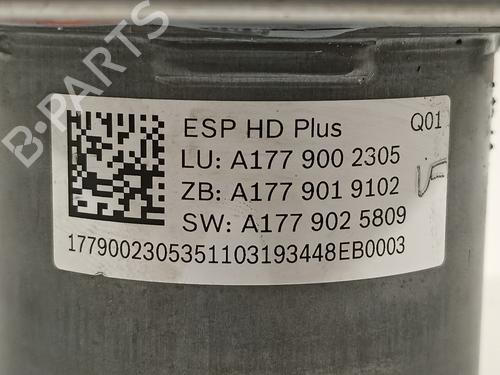 ESP HD Plus Q01
LU: A177 900 2305
ZB: A177 901 9102
SW: A177 902 5809
1779002305351103193448EB0003
B-PARTS